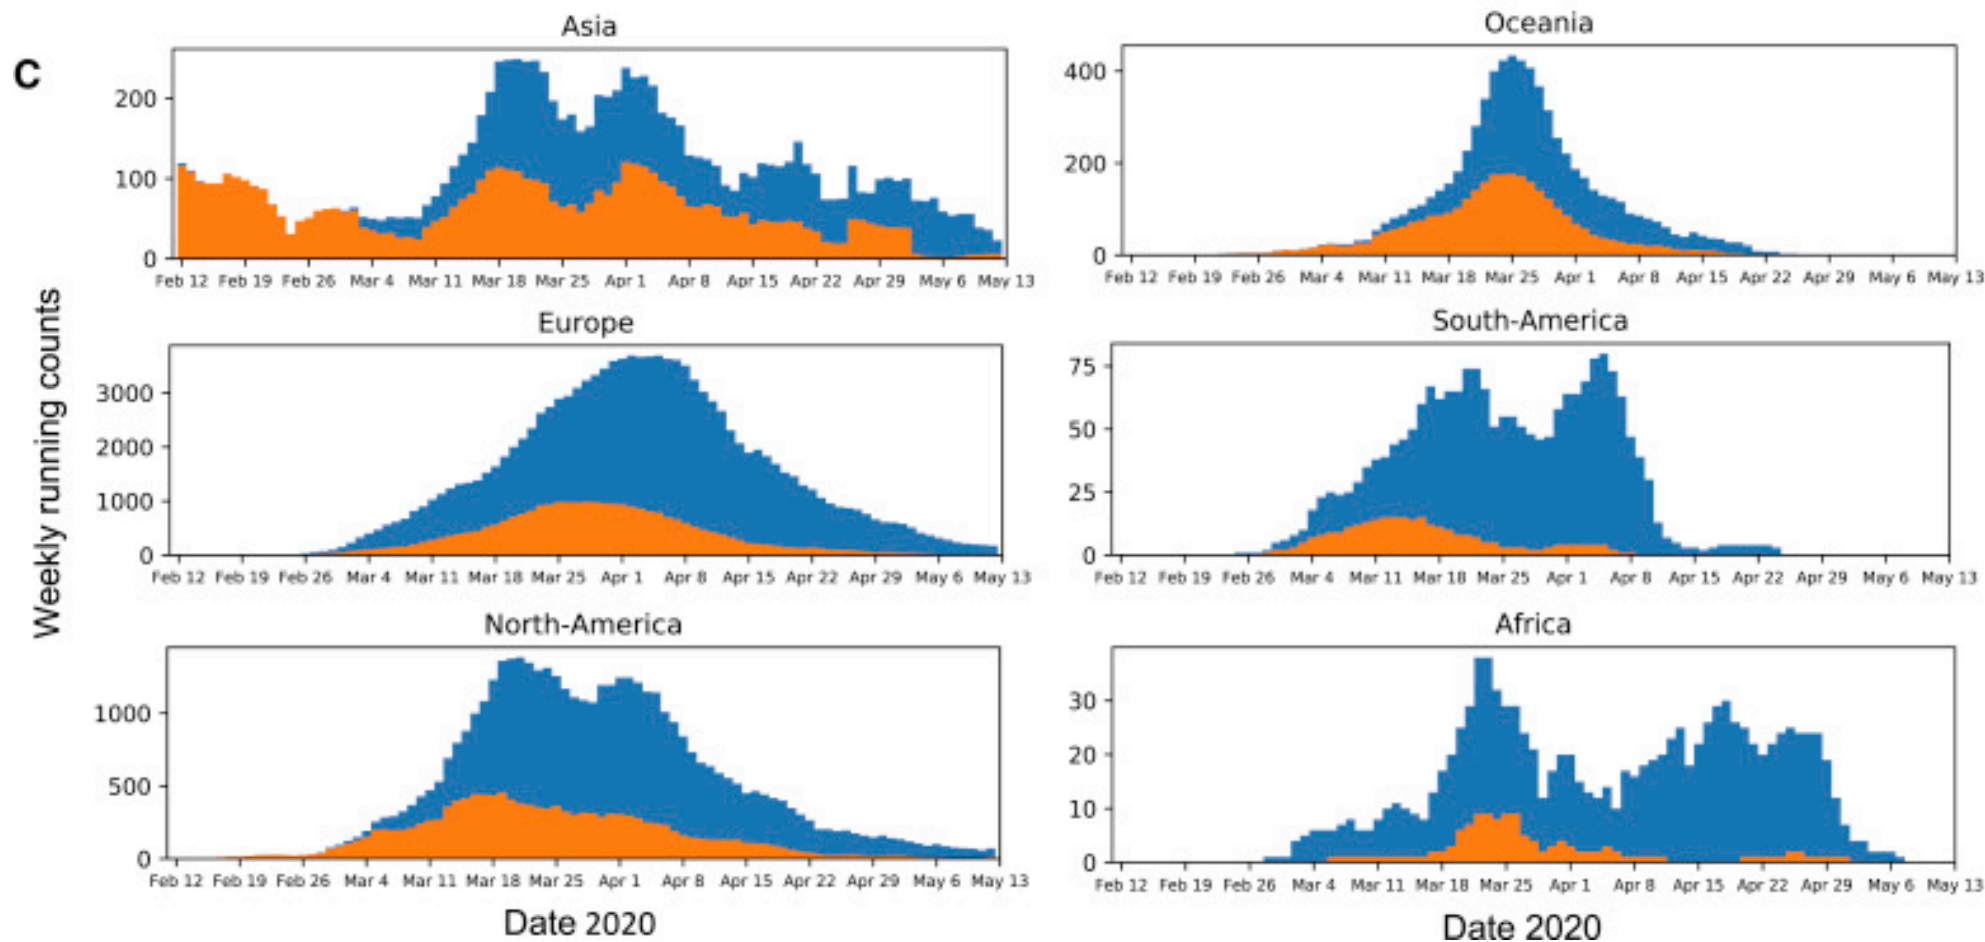 C
Weekly running counts
Asia
200
100
0
Feb 12 Feb 19 Feb 26 Mar 4 Mar 11 Mar 18 Mar 25 Apr 1 Apr 8 Apr 15 Apr 22 Apr 29 May 6 May 13
Oceania
400
200
0
Feb 12 Feb 19 Feb 26 Mar 4 Mar 11 Mar 18 Mar 25 Apr 1 Apr 8 Apr 15 Apr 22 Apr 29 May 6 May 13
Europe
3000
2000
1000
0
Feb 12 Feb 19 Feb 26 Mar 4 Mar 11 Mar 18 Mar 25 Apr 1 Apr 8 Apr 15 Apr 22 Apr 29 May 6 May 13
South-America
75
50
25
0
Feb 12 Feb 19 Feb 26 Mar 4 Mar 11 Mar 18 Mar 25 Apr 1 Apr 8 Apr 15 Apr 22 Apr 29 May 6 May 13
North-America
1000
500
0
Feb 12 Feb 19 Feb 26 Mar 4 Mar 11 Mar 18 Mar 25 Apr 1 Apr 8 Apr 15 Apr 22 Apr 29 May 6 May 13
Date 2020
Africa
30
20
10
0
Feb 12 Feb 19 Feb 26 Mar 4 Mar 11 Mar 18 Mar 25 Apr 1 Apr 8 Apr 15 Apr 22 Apr 29 May 6 May 13
Date 2020